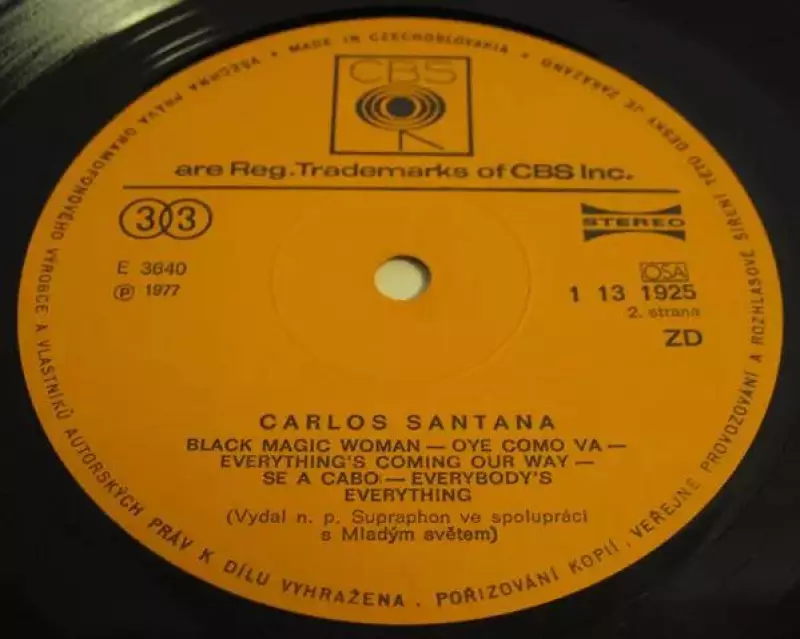 VŠECHNA PRÁVA GRAMOFONOVÉHO VÝROBCE A VLASTNÍKŮ AUTORSKÝCH PRÁV K DÍLU VYHRAŽENA. POŘIZOVÁNÍ KOPIÍ, VEŘEJNÉ PROVOZOVÁNÍ A ROZHLASOVÉ ŠÍŘENÍ TÉTO DESKY JE ZAKÁZÁNO
• MADE IN CZECHOSLOVAKIA •
CBS
are Reg. Trademarks of CBS Inc.
33
STEREO
E 3640
Ⓟ 1977
OSA
1 13 1925
2. strana
ZD
CARLOS SANTANA
BLACK MAGIC WOMAN — OYE COMO VA —
EVERYTHING'S COMING OUR WAY —
SE A CABO — EVERYBODY'S
EVERYTHING
(Vydal n. p. Supraphon ve spolupráci
s Mladým světem)